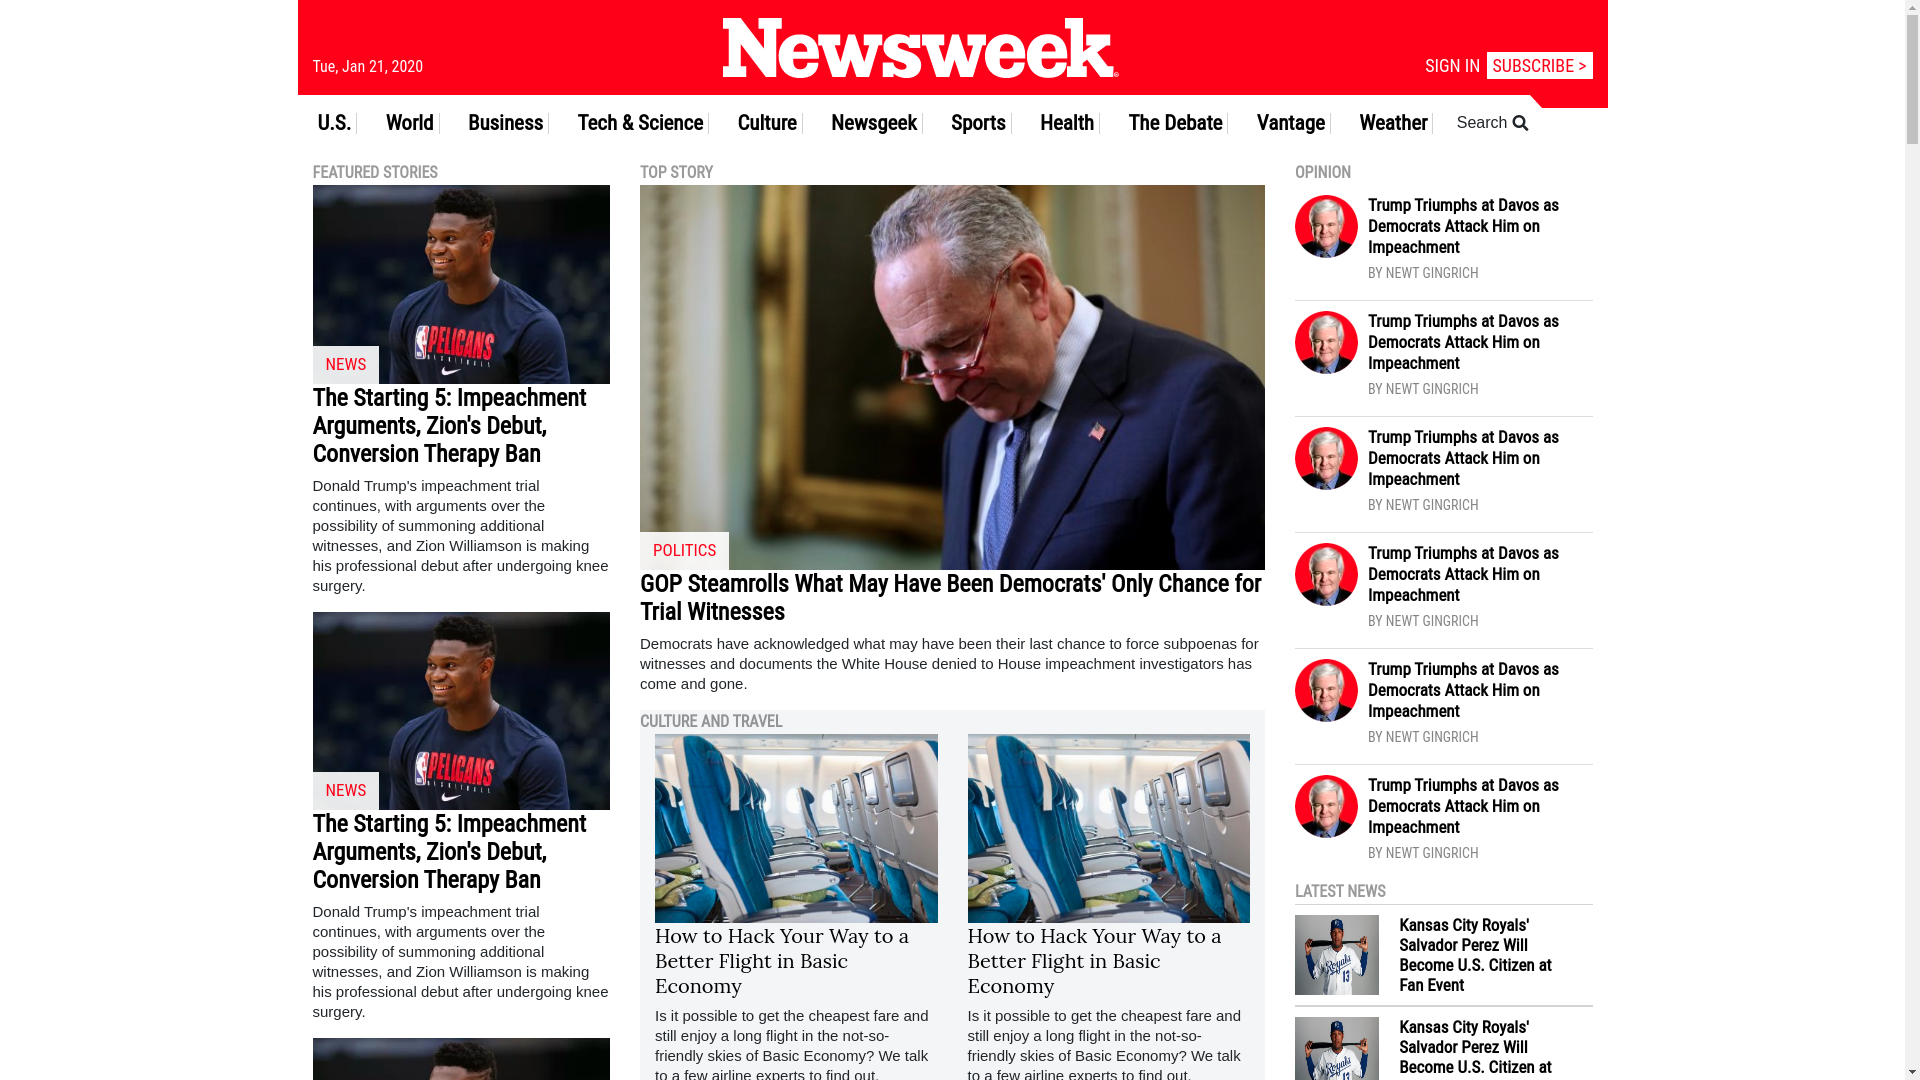 Tue, Jan 21, 2020
Newsweek
SIGN IN SUBSCRIBE >
U.S. World Business Tech & Science Culture Newsgeek Sports Health The Debate Vantage Weather Search
FEATURED STORIES
PELICANS
BASKETBALL
NEWS
The Starting 5: Impeachment
Arguments, Zion's Debut,
Conversion Therapy Ban
Donald Trump's impeachment trial
continues, with arguments over the
possibility of summoning additional
witnesses, and Zion Williamson is making
his professional debut after undergoing knee
surgery.
PELICANS
BASKETBALL
NEWS
The Starting 5: Impeachment
Arguments, Zion's Debut,
Conversion Therapy Ban
Donald Trump's impeachment trial
continues, with arguments over the
possibility of summoning additional
witnesses, and Zion Williamson is making
his professional debut after undergoing knee
surgery.
TOP STORY
POLITICS
GOP Steamrolls What May Have Been Democrats' Only Chance for
Trial Witnesses
Democrats have acknowledged what may have been their last chance to force subpoenas for
witnesses and documents the White House denied to House impeachment investigators has
come and gone.
CULTURE AND TRAVEL
How to Hack Your Way to a
Better Flight in Basic
Economy
Is it possible to get the cheapest fare and
still enjoy a long flight in the not-so-
friendly skies of Basic Economy? We talk
to a few airline experts to find out.
How to Hack Your Way to a
Better Flight in Basic
Economy
Is it possible to get the cheapest fare and
still enjoy a long flight in the not-so-
friendly skies of Basic Economy? We talk
to a few airline experts to find out.
OPINION
Trump Triumphs at Davos as
Democrats Attack Him on
Impeachment
BY NEWT GINGRICH
Trump Triumphs at Davos as
Democrats Attack Him on
Impeachment
BY NEWT GINGRICH
Trump Triumphs at Davos as
Democrats Attack Him on
Impeachment
BY NEWT GINGRICH
Trump Triumphs at Davos as
Democrats Attack Him on
Impeachment
BY NEWT GINGRICH
Trump Triumphs at Davos as
Democrats Attack Him on
Impeachment
BY NEWT GINGRICH
Trump Triumphs at Davos as
Democrats Attack Him on
Impeachment
BY NEWT GINGRICH
LATEST NEWS
Royals
13
Kansas City Royals'
Salvador Perez Will
Become U.S. Citizen at
Fan Event
Royals
Kansas City Royals'
Salvador Perez Will
Become U.S. Citizen at